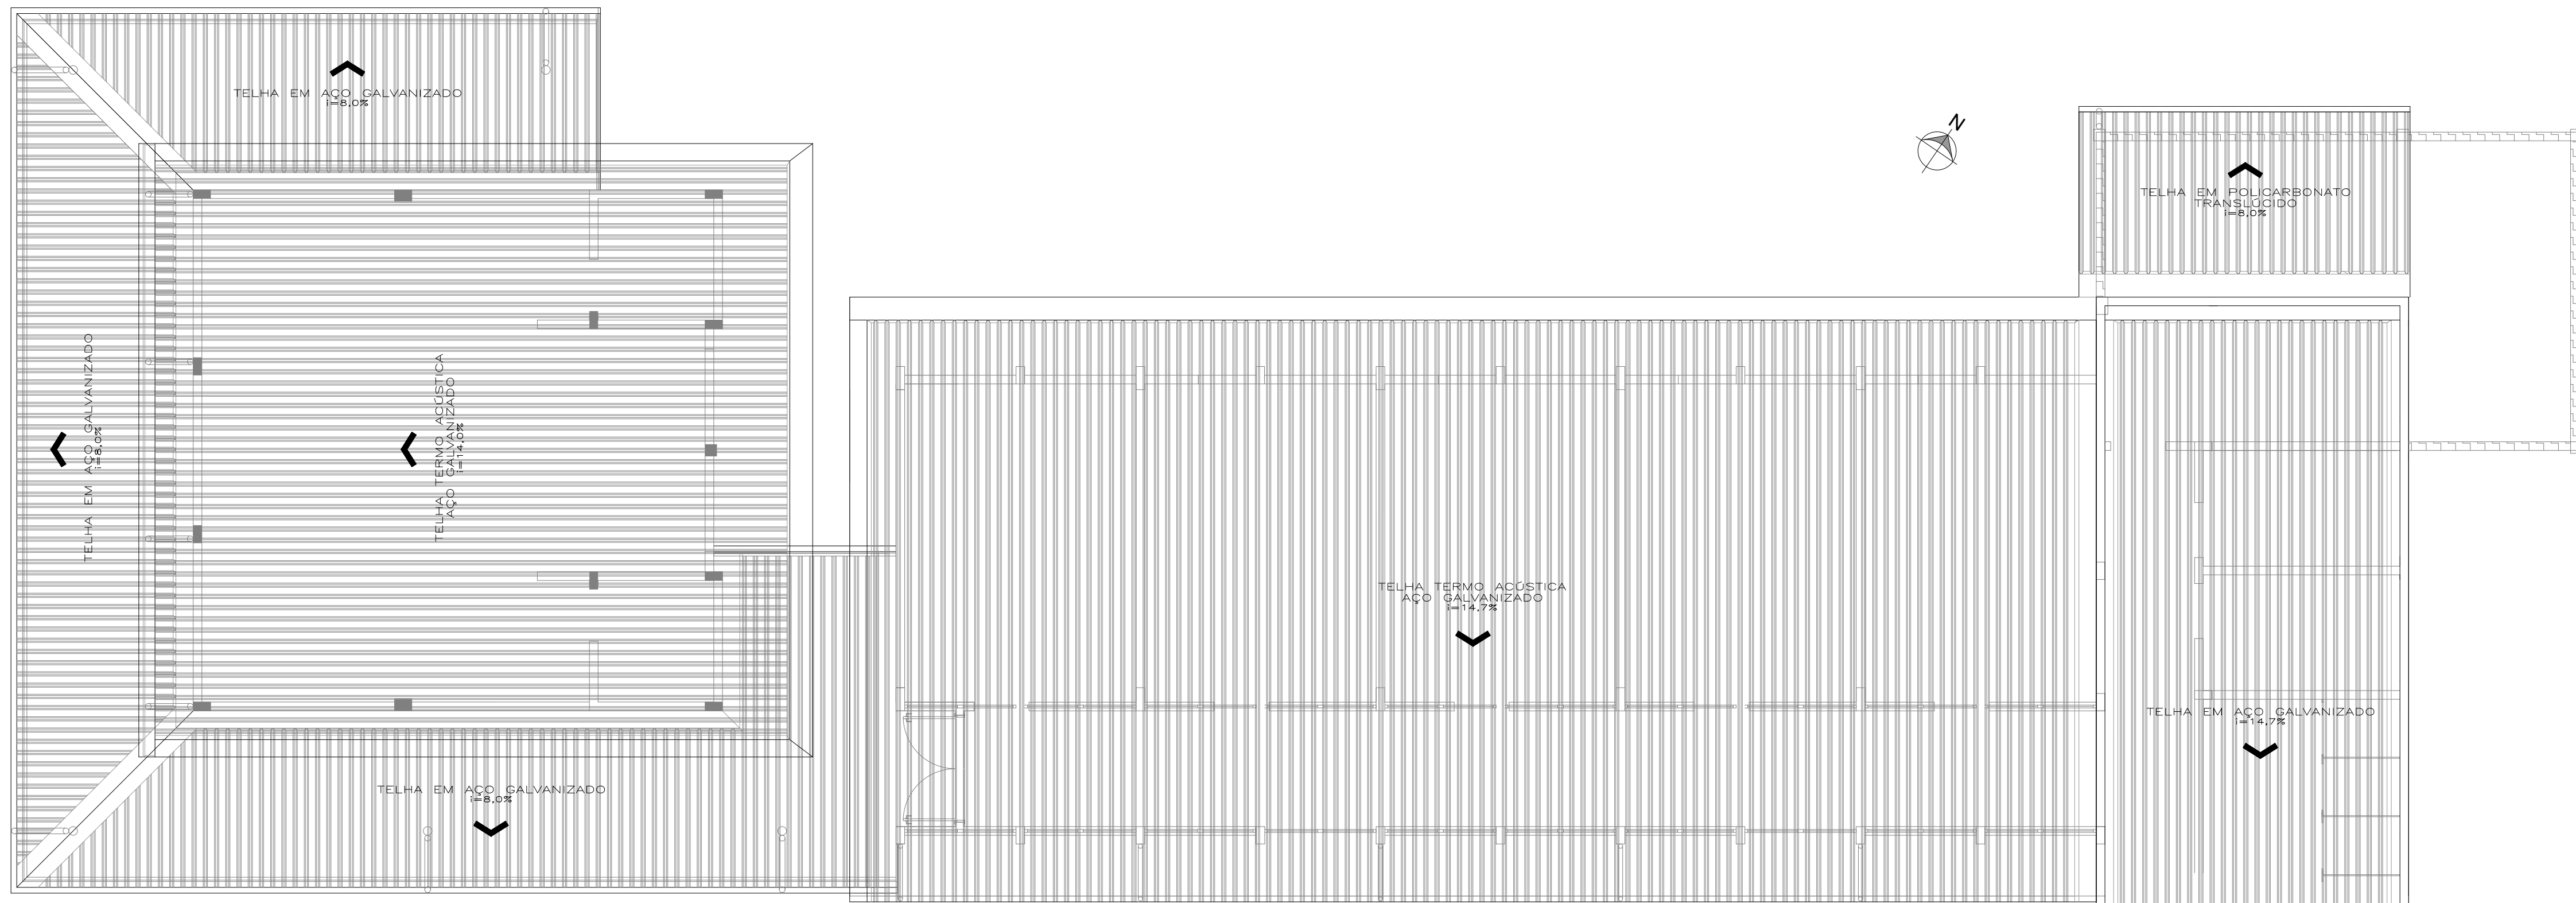 TELHA EM AÇO GALVANIZADO
i=8,0%
N
TELHA EM POLICARBONATO
TRANSLÚCIDO
i=8,0%
TELHA EM AÇO GALVANIZADO
i=8,0%
TELHA TERMO ACÚSTICA
AÇO GALVANIZADO
i=14,0%
TELHA TERMO ACÚSTICA
AÇO GALVANIZADO
i=14,7%
TELHA EM AÇO GALVANIZADO
i=14,7%
TELHA EM AÇO GALVANIZADO
i=8,0%